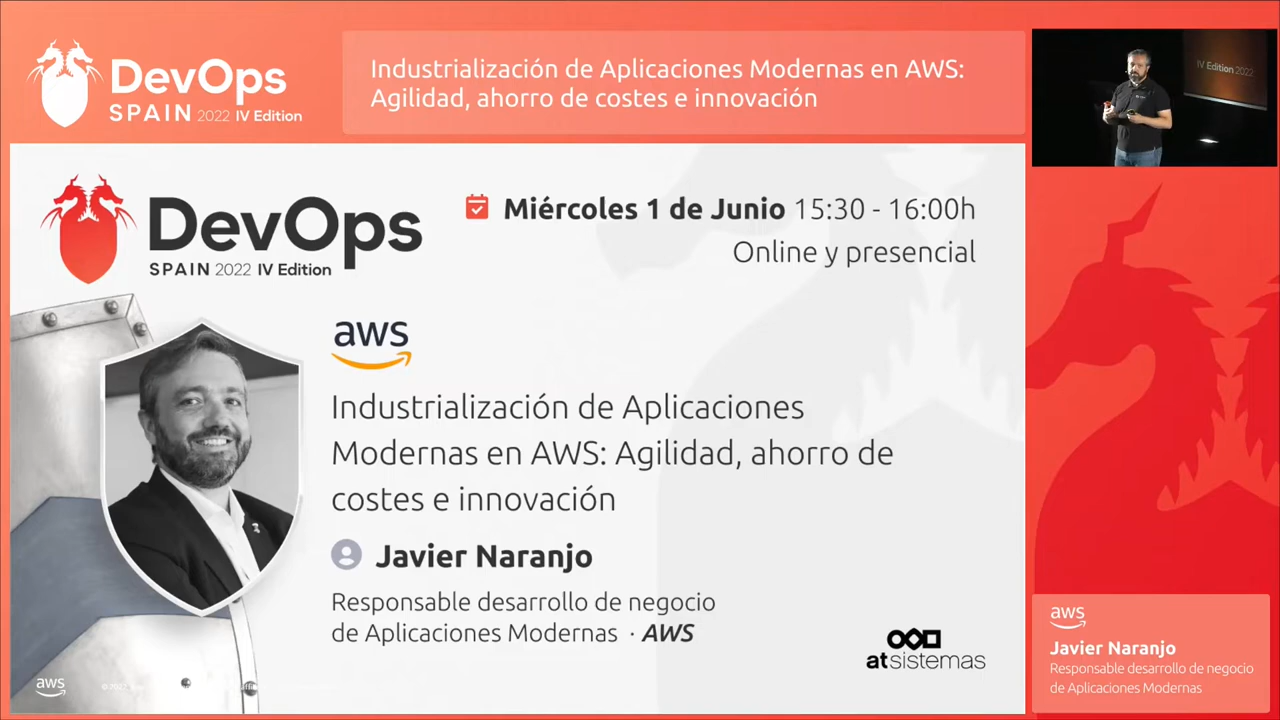 DevOps
SPAIN 2022 IV Edition
Industrialización de Aplicaciones Modernas en AWS:
Agilidad, ahorro de costes e innovación
IV Edition 2022
DevOps
SPAIN 2022 IV Edition
Miércoles 1 de Junio 15:30 - 16:00h
Online y presencial
aws
Industrialización de Aplicaciones
Modernas en AWS: Agilidad, ahorro de
costes e innovación
Javier Naranjo
Responsable desarrollo de negocio
de Aplicaciones Modernas · AWS
atsistemas
aws
aws
Javier Naranjo
Responsable desarrollo de negocio
de Aplicaciones Modernas